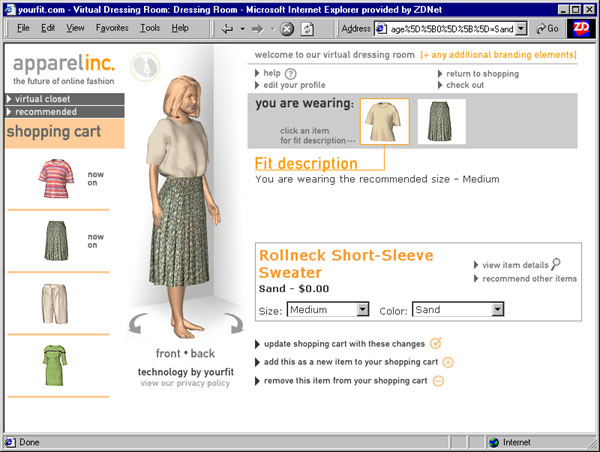 yourfit.com - Virtual Dressing Room: Dressing Room - Microsoft Internet Explorer provided by ZDNet
File Edit View Favorites Tools Help
Address age%5D%5B0%5B%5D=Sand
Go
ZD
apparelinc.
the future of online fashion
virtual closet
recommended
shopping cart
now
on
now
on
front • back
technology by yourfit
view our privacy policy
welcome to our virtual dressing room [+ any additional branding elements]
help ?
return to shopping
edit your profile
check out
you are wearing:
click an item
for fit description ...
Fit description
You are wearing the recommended size - Medium
Rollneck Short-Sleeve
Sweater
Sand - $0.00
view item details
recommend other items
Size: Medium Color: Sand
update shopping cart with these changes
add this as a new item to your shopping cart
remove this item from your shopping cart
Done
Internet